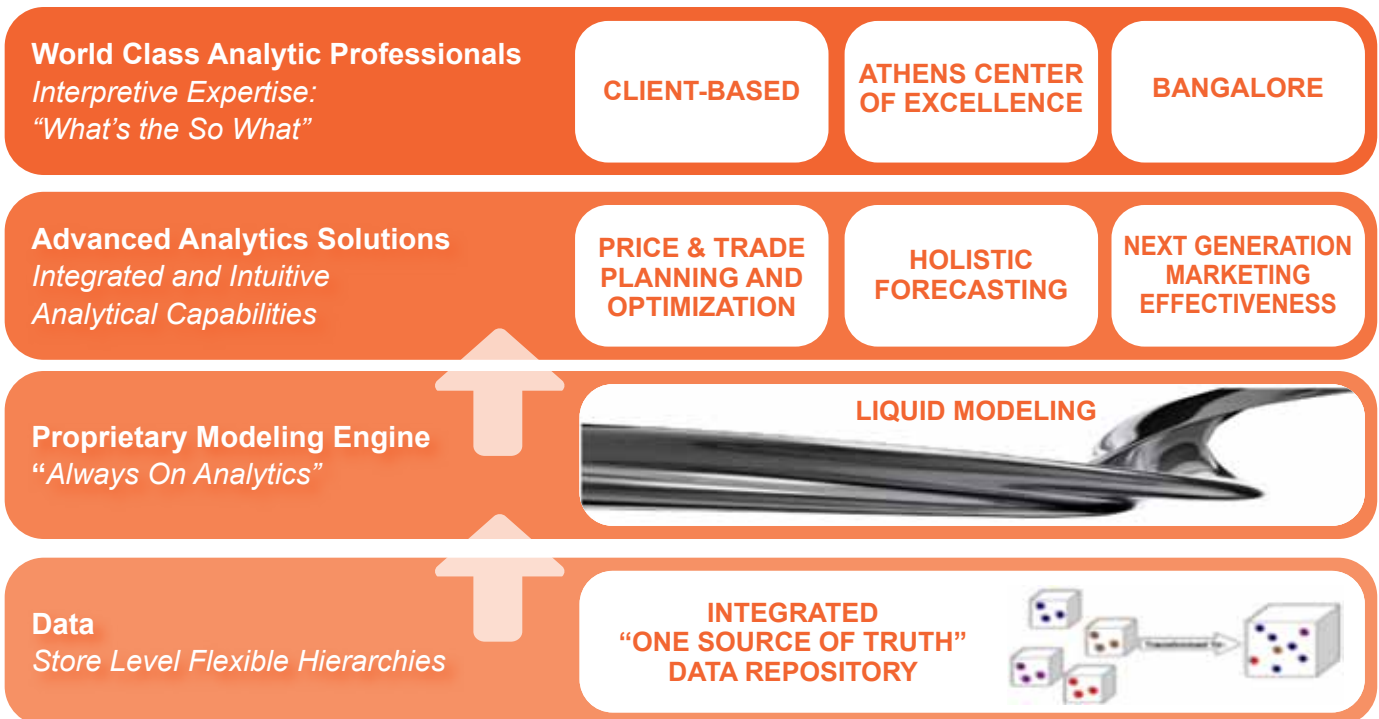 World Class Analytic Professionals
Interpretive Expertise:
“What’s the So What”
CLIENT-BASED
ATHENS CENTER
OF EXCELLENCE
BANGALORE
Advanced Analytics Solutions
Integrated and Intuitive
Analytical Capabilities
PRICE & TRADE
PLANNING AND
OPTIMIZATION
HOLISTIC
FORECASTING
NEXT GENERATION
MARKETING
EFFECTIVENESS
Proprietary Modeling Engine
“Always On Analytics”
LIQUID MODELING
Data
Store Level Flexible Hierarchies
INTEGRATED
“ONE SOURCE OF TRUTH”
DATA REPOSITORY